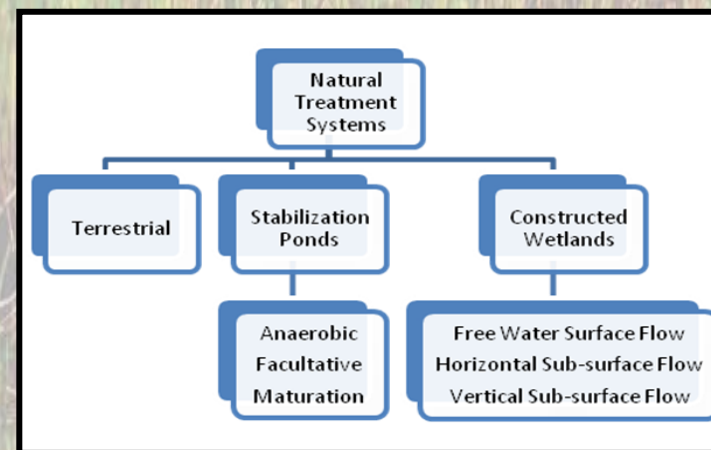 Natural
Treatment
Systems
Terrestrial
Stabilization
Ponds
Constructed
Wetlands
Anaerobic
Facultative
Maturation
Free Water Surface Flow
Horizontal Sub-surface Flow
Vertical Sub-surface Flow